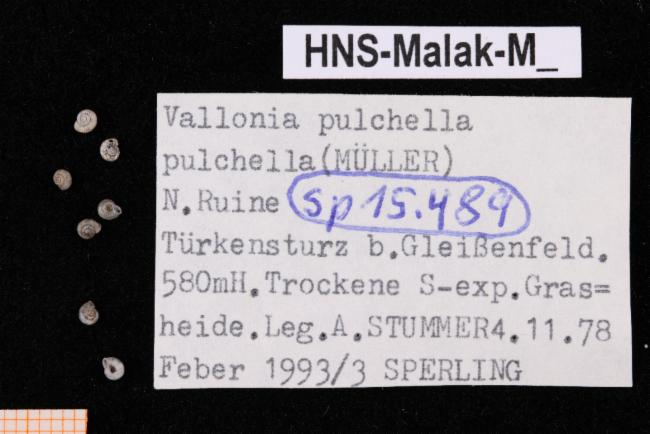 HNS-Malak-M_
Vallonia pulchella
pulchella(MÜLLER)
N.Ruine sp 15.489
Türkensturz b.Gleißenfeld.
580mH.Trockene S-exp.Gras=
heide.Leg.A.STUMMER4.11.78
Feber 1993/3 SPERLING